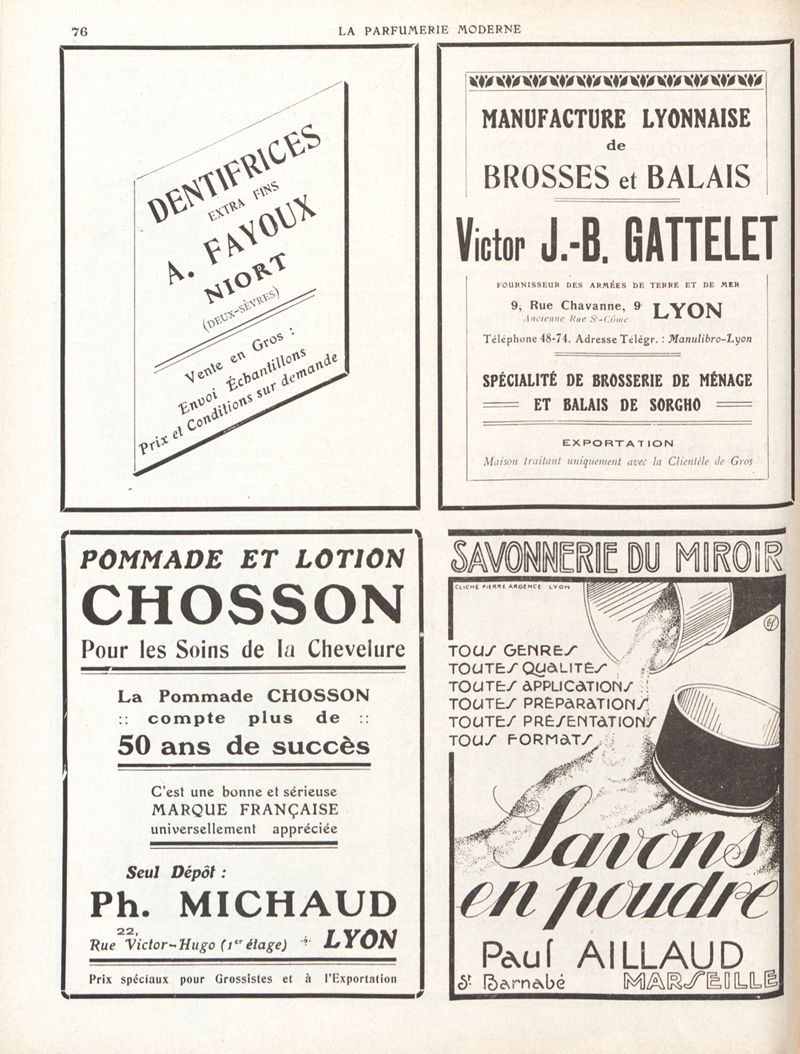 76
LA PARFUMERIE MODERNE
DENTIFRICES
EXTRA FINS
A. FAYOUX
NIORT
(DEUX-SÈVRES)
Vente en Gros :
Envoi Échantillons
Prix et Conditions sur demande
MANUFACTURE LYONNAISE
de
BROSSES et BALAIS
Victor J.-B. GATTELET
FOURNISSEUR DES ARMÉES DE TERRE ET DE MER
9, Rue Chavanne, 9 LYON
Ancienne Rue St-Côme
Téléphone 48-74. Adresse Télégr. : Manulibro-Lyon
SPÉCIALITÉ DE BROSSERIE DE MÉNAGE
ET BALAIS DE SORGHO
EXPORTATION
Maison traitant uniquement avec la Clientèle de Gros
POMMADE ET LOTION
CHOSSON
Pour les Soins de la Chevelure
La Pommade CHOSSON
:: compte plus de ::
50 ans de succès
C'est une bonne et sérieuse
MARQUE FRANÇAISE
universellement appréciée
Seul Dépôt :
Ph. MICHAUD
22,
Rue Victor-Hugo (1er étage) LYON
Prix spéciaux pour Grossistes et à l'Exportation
SAVONNERIE DU MIROIR
CLICHÉ PIERRE ARGENCE LYON
TOUS GENRES
TOUTES QUALITÉS
TOUTES APPLICATIONS
TOUTES PRÉPARATIONS
TOUTES PRÉSENTATIONS
TOUS FORMATS
Savons
en poudre
Paul AILLAUD
St Barnabé MARSEILLE